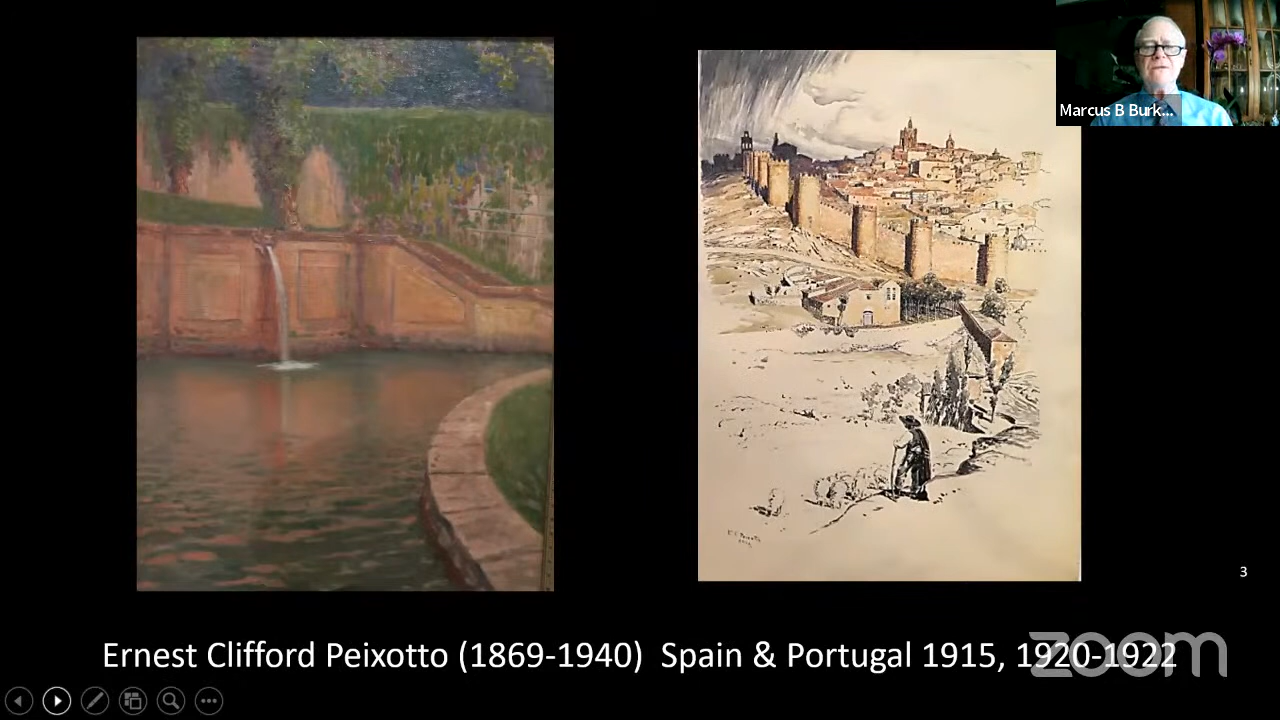 Marcus B Burk...
3
Ernest Clifford Peixotto (1869-1940)  Spain & Portugal 1915, 1920-1922
zoom